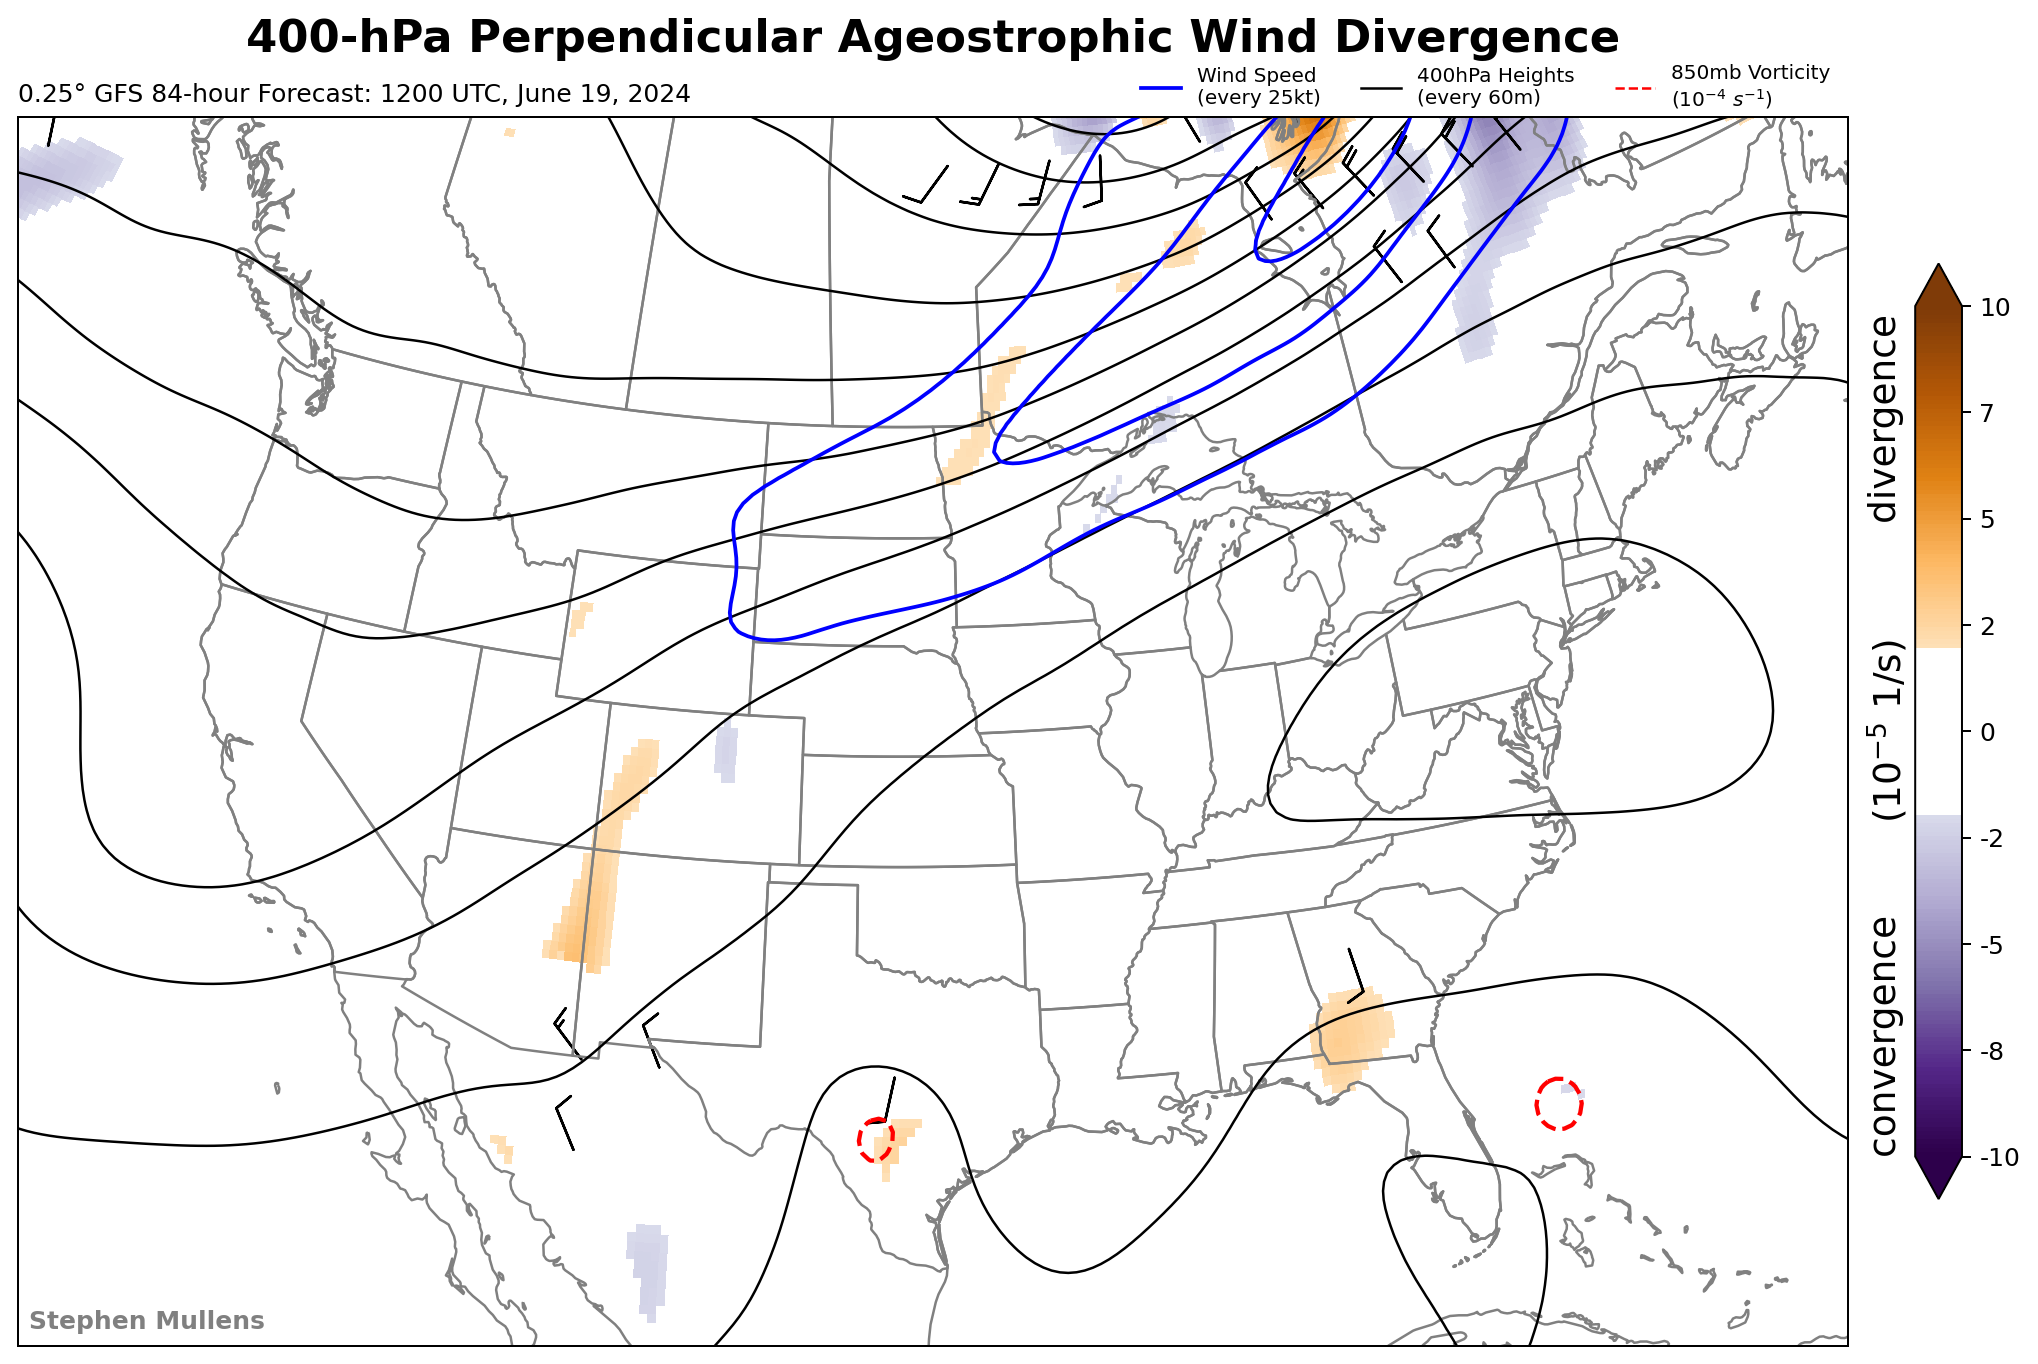 400-hPa Perpendicular Ageostrophic Wind Divergence
0.25° GFS 84-hour Forecast: 1200 UTC, June 19, 2024
Wind Speed
(every 25kt)
400hPa Heights
(every 60m)
850mb Vorticity
(10⁻⁴ s⁻¹)
10
7
5
2
0
-2
-5
-8
-10
convergence (10⁻⁵ 1/s) divergence
Stephen Mullens